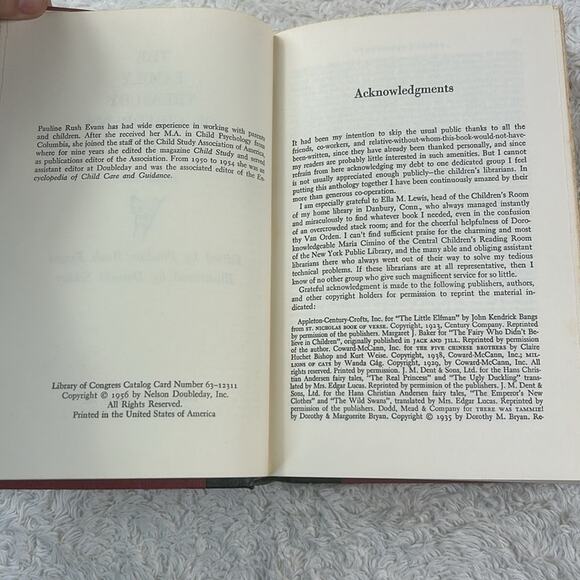 Pauline Rush Evans has had wide experience in working with parents
and children. After she received her M.A. in Child Psychology from
Columbia, she joined the staff of the Child Study Association of America
where for nine years she edited the magazine Child Study and served
as publications editor of the Association. From 1950 to 1954 she was
assistant editor at Doubleday and was the associated editor of the En-
cyclopedia of Child Care and Guidance.
Library of Congress Catalog Card Number 63-12311
Copyright © 1956 by Nelson Doubleday, Inc.
All Rights Reserved.
Printed in the United States of America
Acknowledgments
It had been my intention to skip the usual public thanks to all the
friends, co-workers, and relative-without-whom-this-book-would-not-have-
been-written, since they have already been thanked personally, and since
my readers are probably little interested in such amenities. But I cannot
refrain from here acknowledging my debt to one dedicated group I feel
is not usually appreciated enough publicly—the children's librarians. In
putting this anthology together I have been continuously amazed by their
more than generous co-operation.
I am especially grateful to Ella M. Lewis, head of the Children's Room
of my home library in Danbury, Conn., who always managed instantly
and miraculously to find whatever book I needed, even in the confusion
of an overcrowded stack room; and for the cheerful helpfulness of Doro-
thy Van Orden. I can't find sufficient praise for the charming and most
knowledgable Maria Cimino of the Central Children's Reading Room
of the New York Public Library, and the many able and obliging assistant
librarians there who always went out of their way to solve my tedious
technical problems. If these librarians are at all representative, then I
know of no other group who give such magnificent service for so little.
Grateful acknowledgment is made to the following publishers, authors,
and other copyright holders for permission to reprint the material in-
dicated:
Appleton-Century-Crofts, Inc. for "The Little Elfman" by John Kendrick Bangs
from ST. NICHOLAS BOOK OF VERSE. Copyright, 1923, Century Company. Reprinted
by permission of the publishers. Margaret J. Baker for "The Fairy Who Didn't Be-
lieve in Children", originally published in JACK AND JILL. Reprinted by permission
of the author. Coward-McCann, Inc. for THE FIVE CHINESE BROTHERS by Claire
Huchet Bishop and Kurt Weise. Copyright, 1938, Coward-McCann, Inc.; MIL-
LIONS OF CATS by Wanda Gág. Copyright, 1928, by Coward-McCann, Inc. All
rights reserved. Printed by permission. J. M. Dent & Sons, Ltd. for the Hans Christ-
ian Andersen fairy tales, "The Real Princess" and "The Ugly Duckling" trans-
lated by Mrs. Edgar Lucas. Reprinted by permission of the publishers. J. M. Dent &
Sons, Ltd. for the Hans Christian Andersen fairy tales, "The Emperor's New
Clothes" and "The Wild Swans", translated by Mrs. Edgar Lucas. Reprinted by
permission of the publishers. Dodd, Mead & Company for THERE WAS TAMMIE!
by Dorothy & Marguerite Bryan. Copyright © 1935 by Dorothy M. Bryan. Re-